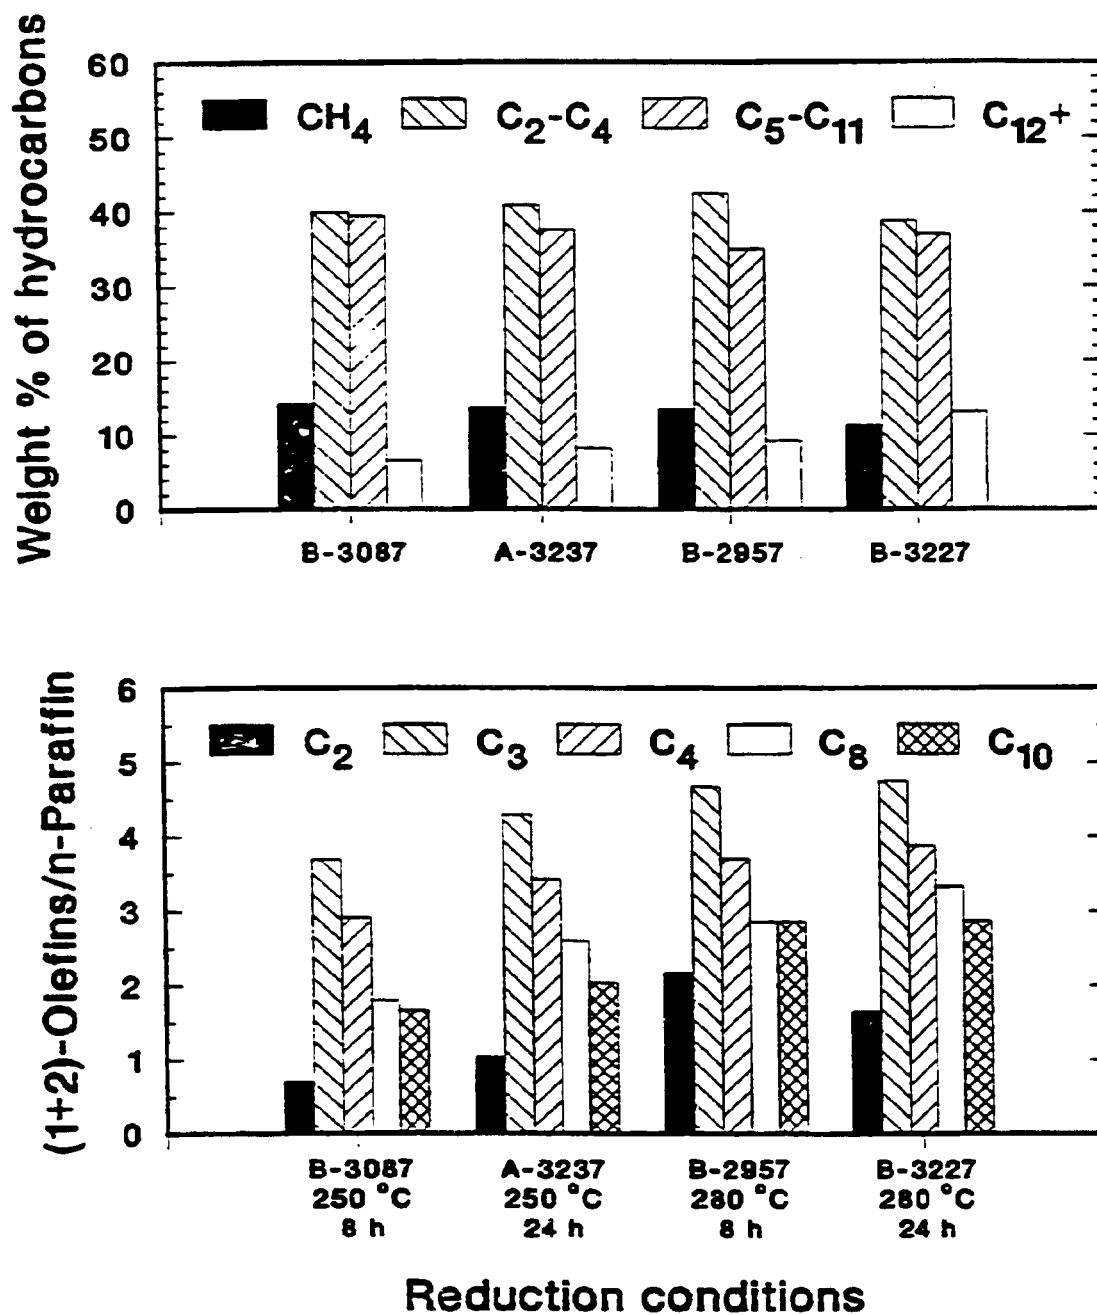 Weight % of hydrocarbons
60
50
40
30
20
10
0
CH₄ C₂-C₄ C₅-C₁₁ C₁₂+
B-3087 A-3237 B-2957 B-3227
(1+2)-Olefins/n-Paraffin
6
5
4
3
2
1
0
C₂ C₃ C₄ C₈ C₁₀
B-3087 A-3237 B-2957 B-3227
250 °C 250 °C 280 °C 280 °C
8 h 24 h 8 h 24 h
Reduction conditions